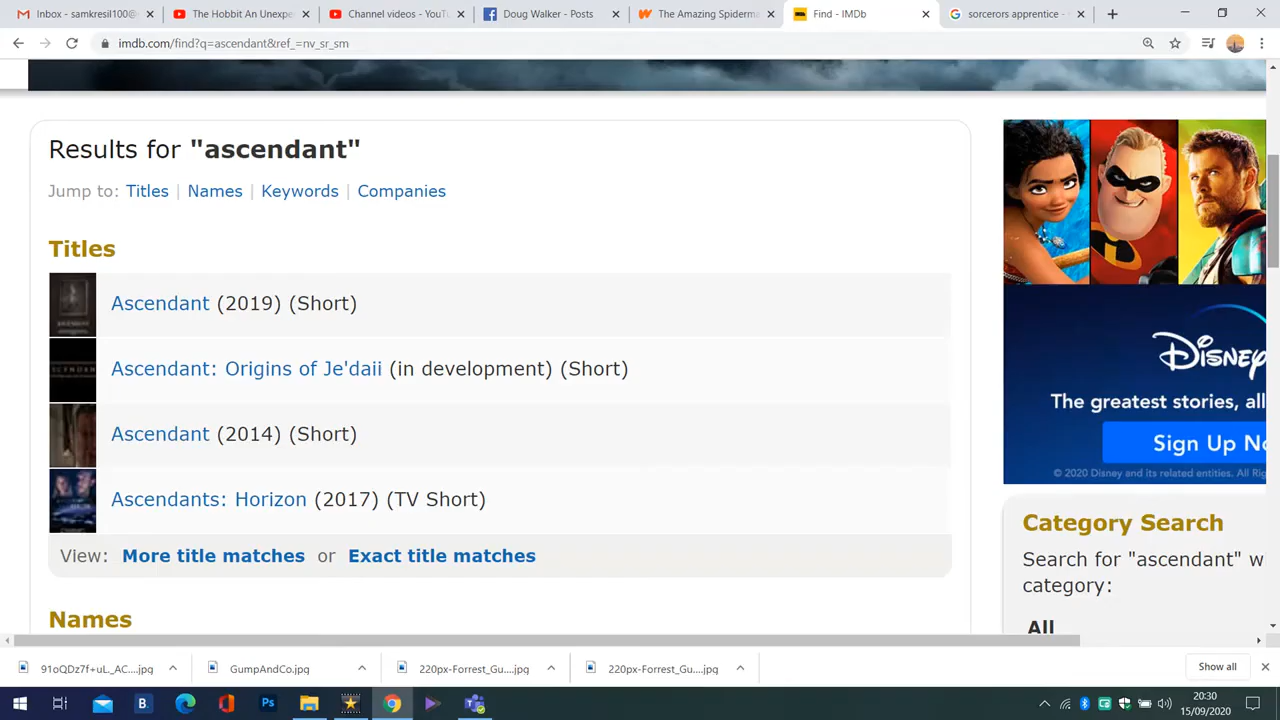 Inbox - samkresil100@
The Hobbit An Unexpe
Channel videos - YouTu
Doug Walker - Posts
The Amazing Spiderma
Find - IMDb
sorcerors apprentice -
imdb.com/find?q=ascendant&ref_=nv_sr_sm
Results for "ascendant"
Jump to: Titles | Names | Keywords | Companies
Titles
Ascendant (2019) (Short)
Ascendant: Origins of Je'daii (in development) (Short)
Ascendant (2014) (Short)
Ascendants: Horizon (2017) (TV Short)
View: More title matches or Exact title matches
Names
Disney
The greatest stories, all
Sign Up No
© 2020 Disney and its related entities. All Rig
Category Search
Search for "ascendant" w
category:
All
91oQDz7f+uL._AC....jpg
GumpAndCo.jpg
220px-Forrest_Gu....jpg
220px-Forrest_Gu....jpg
Show all
20:30
15/09/2020